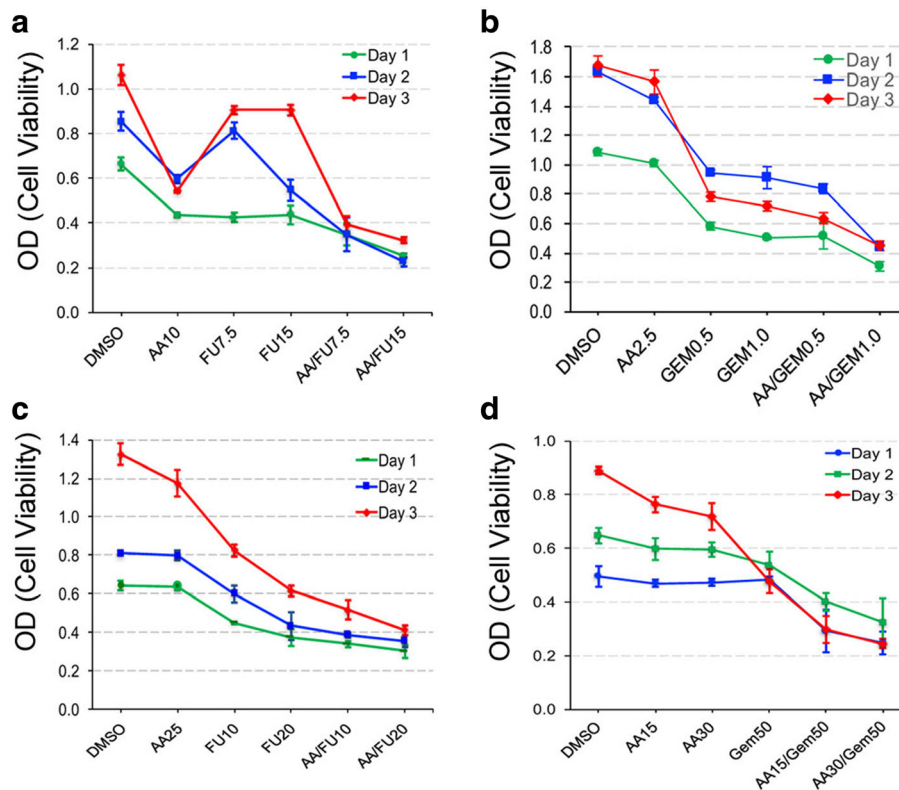 a
OD (Cell Viability)
1.2
1.0
0.8
0.6
0.4
0.2
0.0
Day 1
Day 2
Day 3
DMSO
AA10
FU7.5
FU15
AA/FU7.5
AA/FU15
b
OD (Cell Viability)
1.8
1.6
1.4
1.2
1.0
0.8
0.6
0.4
0.2
0.0
Day 1
Day 2
Day 3
DMSO
AA2.5
GEM0.5
GEM1.0
AA/GEM0.5
AA/GEM1.0
c
OD (Cell Viability)
1.4
1.2
1.0
0.8
0.6
0.4
0.2
0.0
Day 1
Day 2
Day 3
DMSO
AA25
FU10
FU20
AA/FU10
AA/FU20
d
OD (Cell Viability)
1.0
0.8
0.6
0.4
0.2
0.0
Day 1
Day 2
Day 3
DMSO
AA15
AA30
Gem50
AA15/Gem50
AA30/Gem50